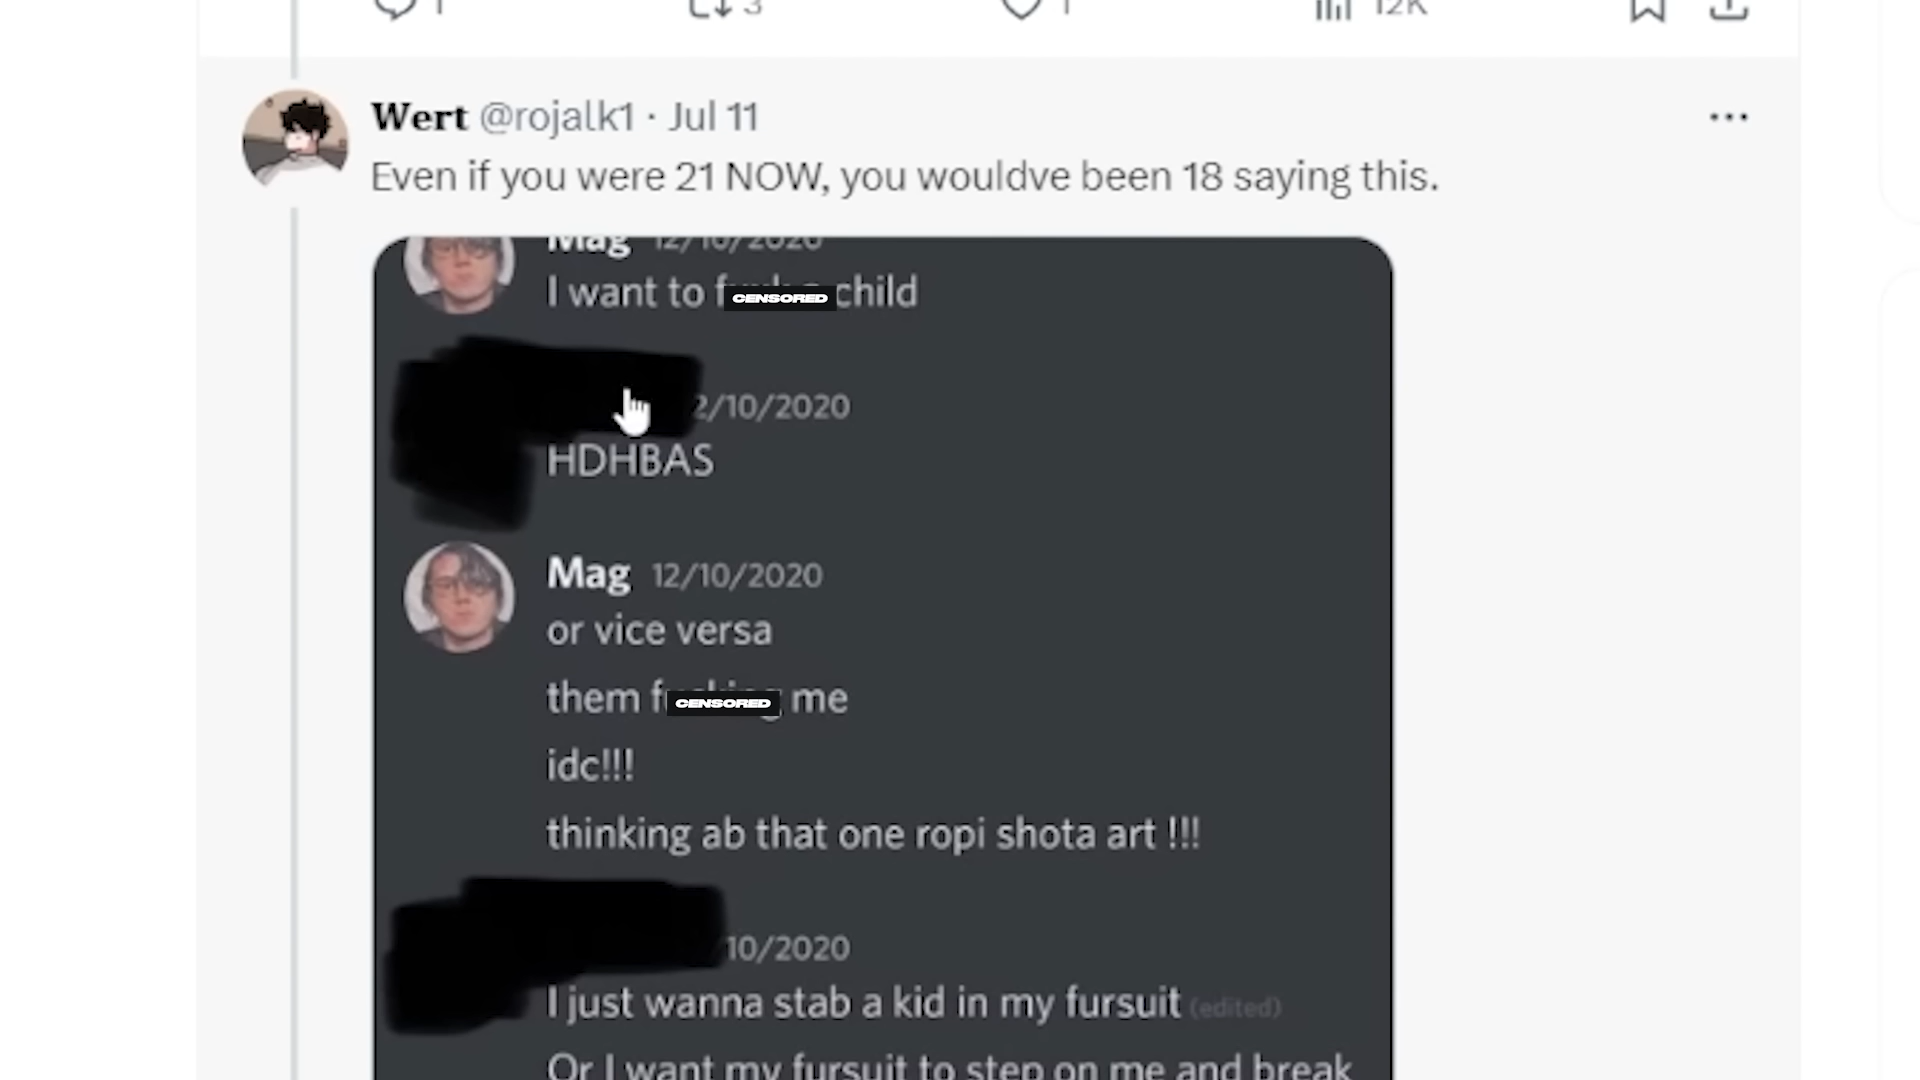 1 3 1 12K
Wert @rojalk1 · Jul 11
Even if you were 21 NOW, you wouldve been 18 saying this.
Mag 12/10/2020
I want to CENSORED child
2/10/2020
HDHBAS
Mag 12/10/2020
or vice versa
them CENSORED me
idc!!!
thinking ab that one ropi shota art !!!
10/2020
I just wanna stab a kid in my fursuit (edited)
Or I want my fursuit to step on me and break